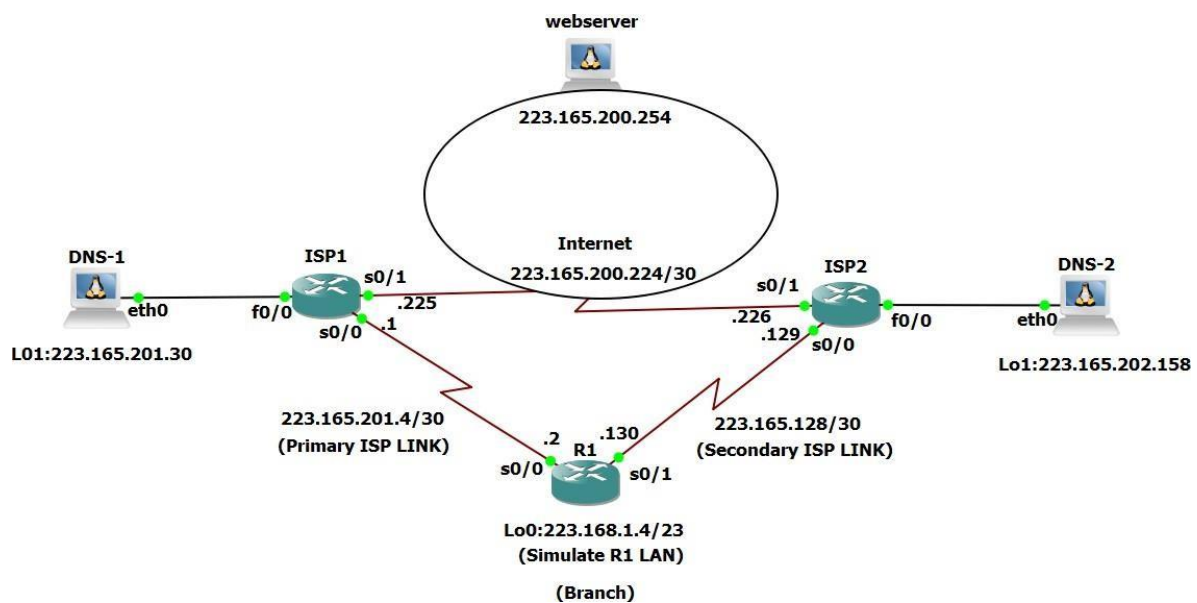 webserver
223.165.200.254
Internet
223.165.200.224/30
DNS-1
eth0
L01:223.165.201.30
ISP1
f0/0
s0/1
.225
s0/0
.1
ISP2
s0/1
.226
.129
s0/0
f0/0
DNS-2
eth0
Lo1:223.165.202.158
223.165.201.4/30
(Primary ISP LINK)
223.165.128/30
(Secondary ISP LINK)
.2
s0/0
R1
.130
s0/1
Lo0:223.168.1.4/23
(Simulate R1 LAN)
(Branch)